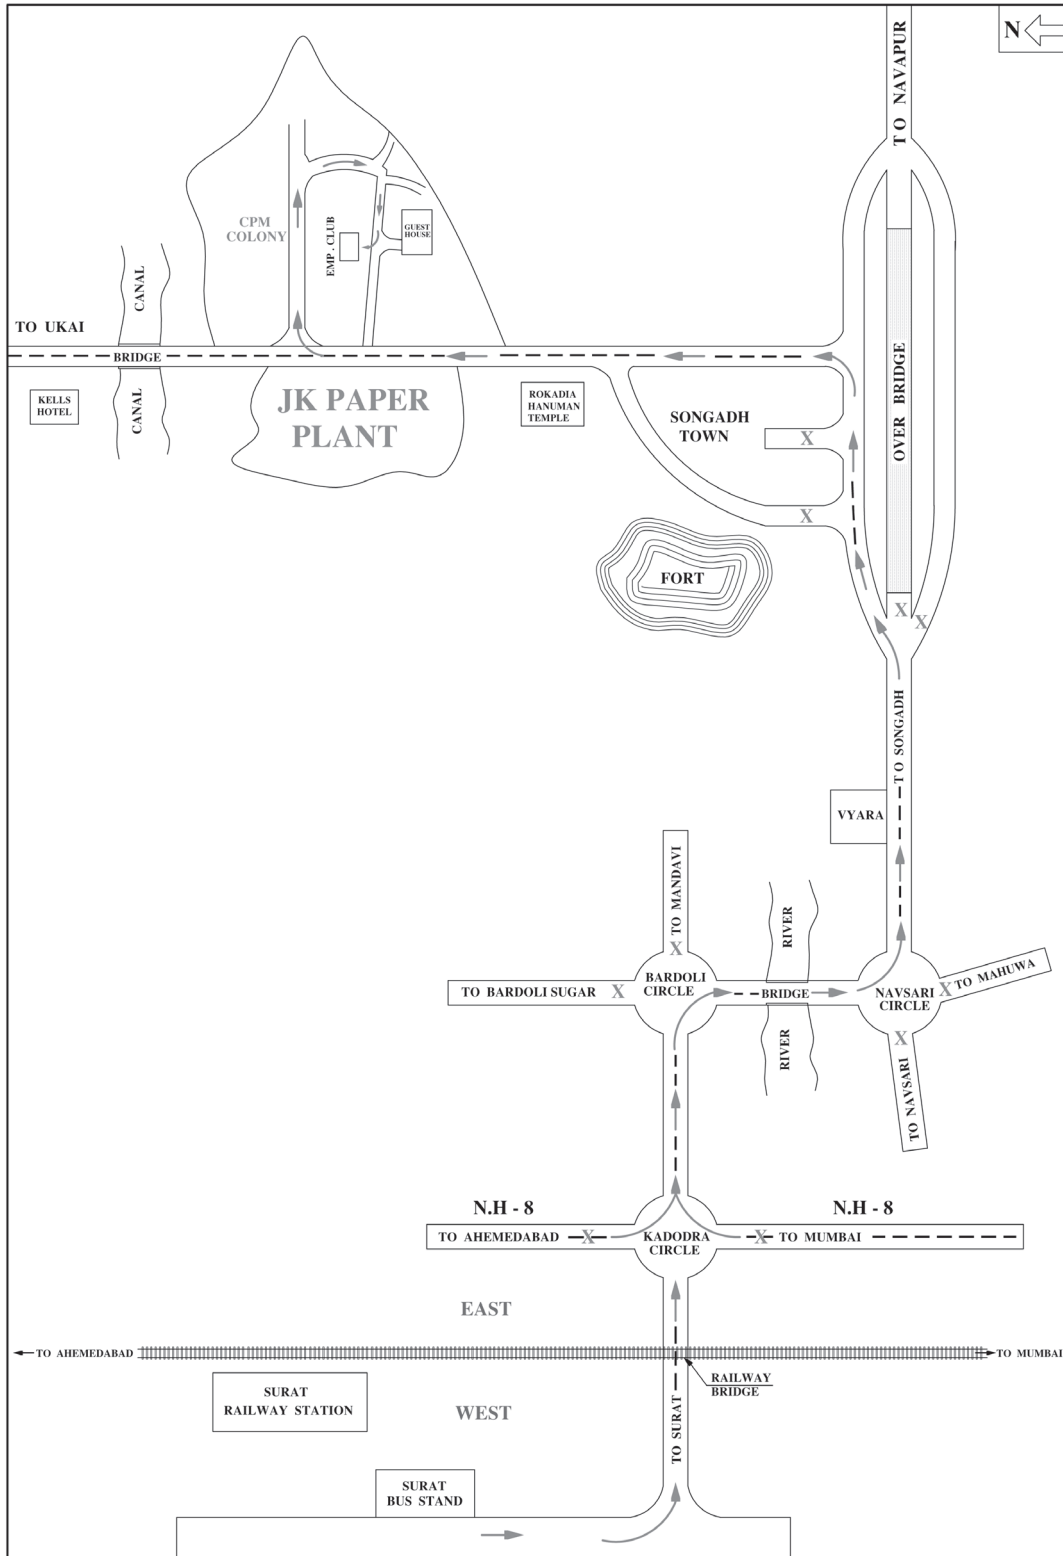 N
TO NAVAPUR
CPM
COLONY
EMP. CLUB
GUEST
HOUSE
CANAL
TO UKAI
BRIDGE
KELLS
HOTEL
CANAL
JK PAPER
PLANT
ROKADIA
HANUMAN
TEMPLE
SONGADH
TOWN
X
X
OVER BRIDGE
FORT
X
X
TO SONGADH
VYARA
TO MANDAVI
X
RIVER
TO BARDOLI SUGAR X
BARDOLI
CIRCLE
BRIDGE
NAVSARI
CIRCLE
X TO MAHUWA
RIVER
X
TO NAVSARI
N.H - 8
N.H - 8
TO AHEMEDABAD X
KADODRA
CIRCLE
X TO MUMBAI
EAST
TO AHEMEDABAD
TO MUMBAI
RAILWAY
BRIDGE
SURAT
RAILWAY STATION
WEST
TO SURAT
SURAT
BUS STAND